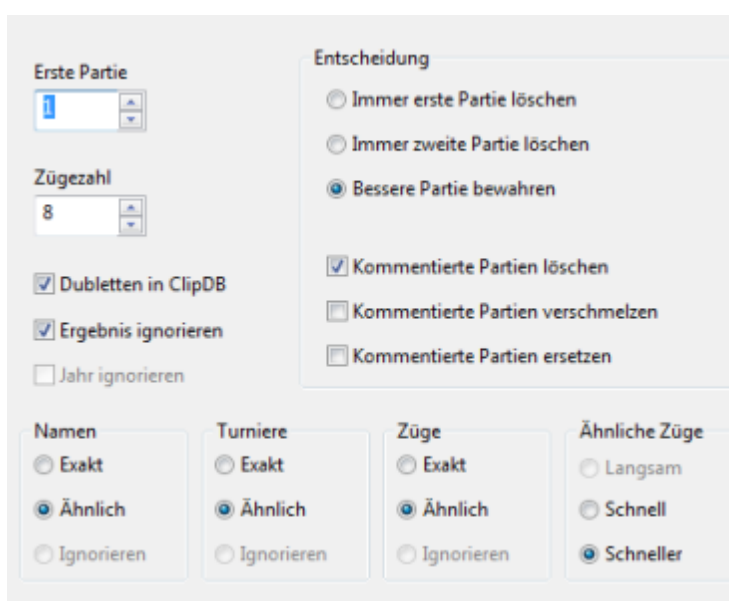 Erste Partie
1
Zügezahl
8
Dubletten in ClipDB
Ergebnis ignorieren
Jahr ignorieren
Entscheidung
Immer erste Partie löschen
Immer zweite Partie löschen
Bessere Partie bewahren
Kommentierte Partien löschen
Kommentierte Partien verschmelzen
Kommentierte Partien ersetzen
Namen
Exakt
Ähnlich
Ignorieren
Turniere
Exakt
Ähnlich
Ignorieren
Züge
Exakt
Ähnlich
Ignorieren
Ähnliche Züge
Langsam
Schnell
Schneller